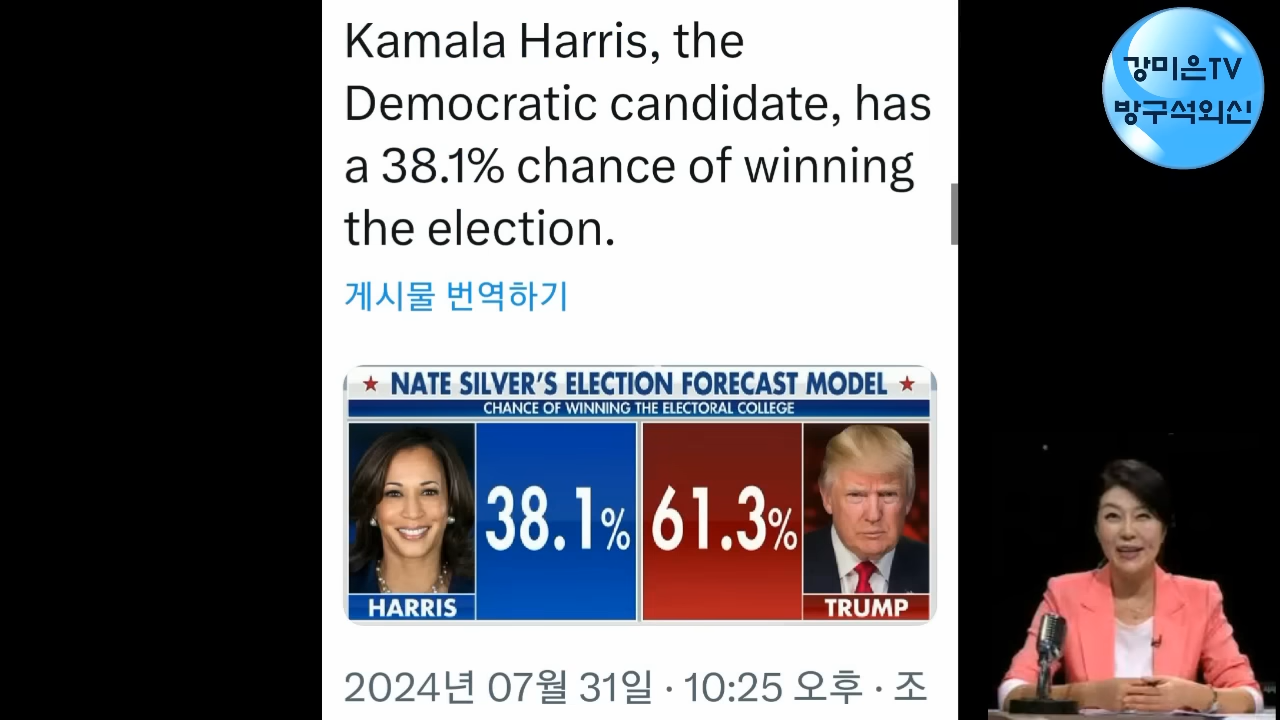 Kamala Harris, the
Democratic candidate, has
a 38.1% chance of winning
the election.
게시물 번역하기
NATE SILVER'S ELECTION FORECAST MODEL
CHANCE OF WINNING THE ELECTORAL COLLEGE
38.1%
61.3%
HARRIS
TRUMP
2024년 07월 31일 · 10:25 오후 · 조
강미은TV
방구석외신